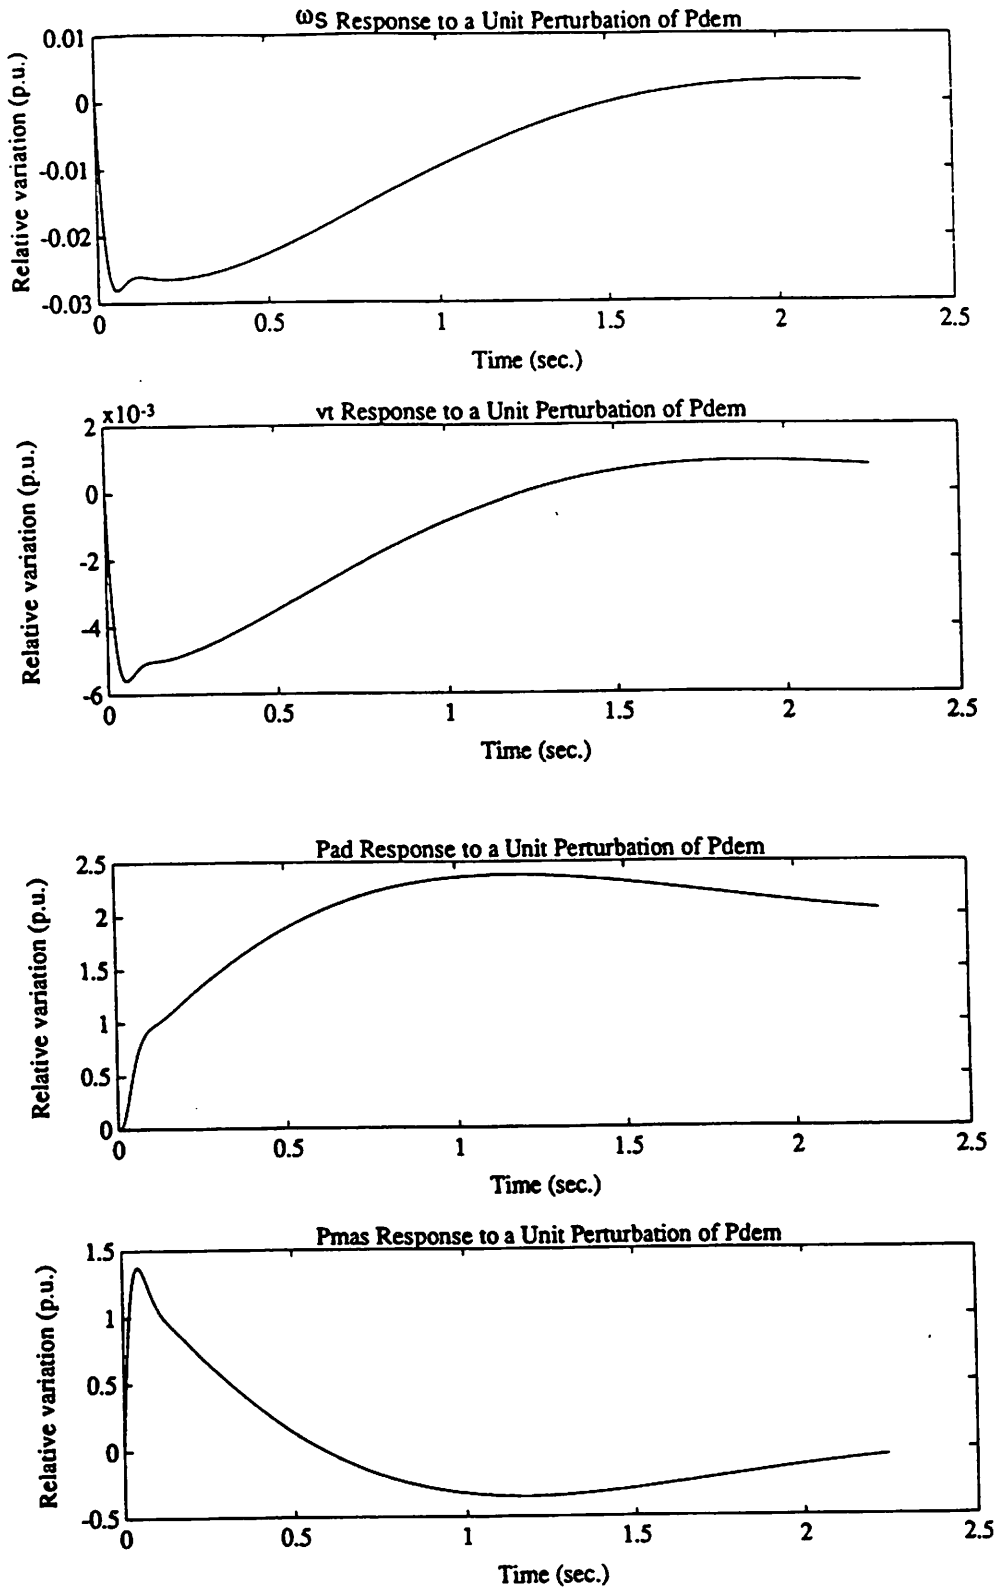 ωS Response to a Unit Perturbation of Pdem
Relative variation (p.u.)
0.01
0
-0.01
-0.02
-0.03
0 0.5 1 1.5 2 2.5
Time (sec.)
x10-3 vt Response to a Unit Perturbation of Pdem
Relative variation (p.u.)
2
0
-2
-4
-6
0 0.5 1 1.5 2 2.5
Time (sec.)
Pad Response to a Unit Perturbation of Pdem
Relative variation (p.u.)
2.5
2
1.5
1
0.5
0
0 0.5 1 1.5 2 2.5
Time (sec.)
Pmas Response to a Unit Perturbation of Pdem
Relative variation (p.u.)
1.5
1
0.5
0
-0.5
0 0.5 1 1.5 2 2.5
Time (sec.)